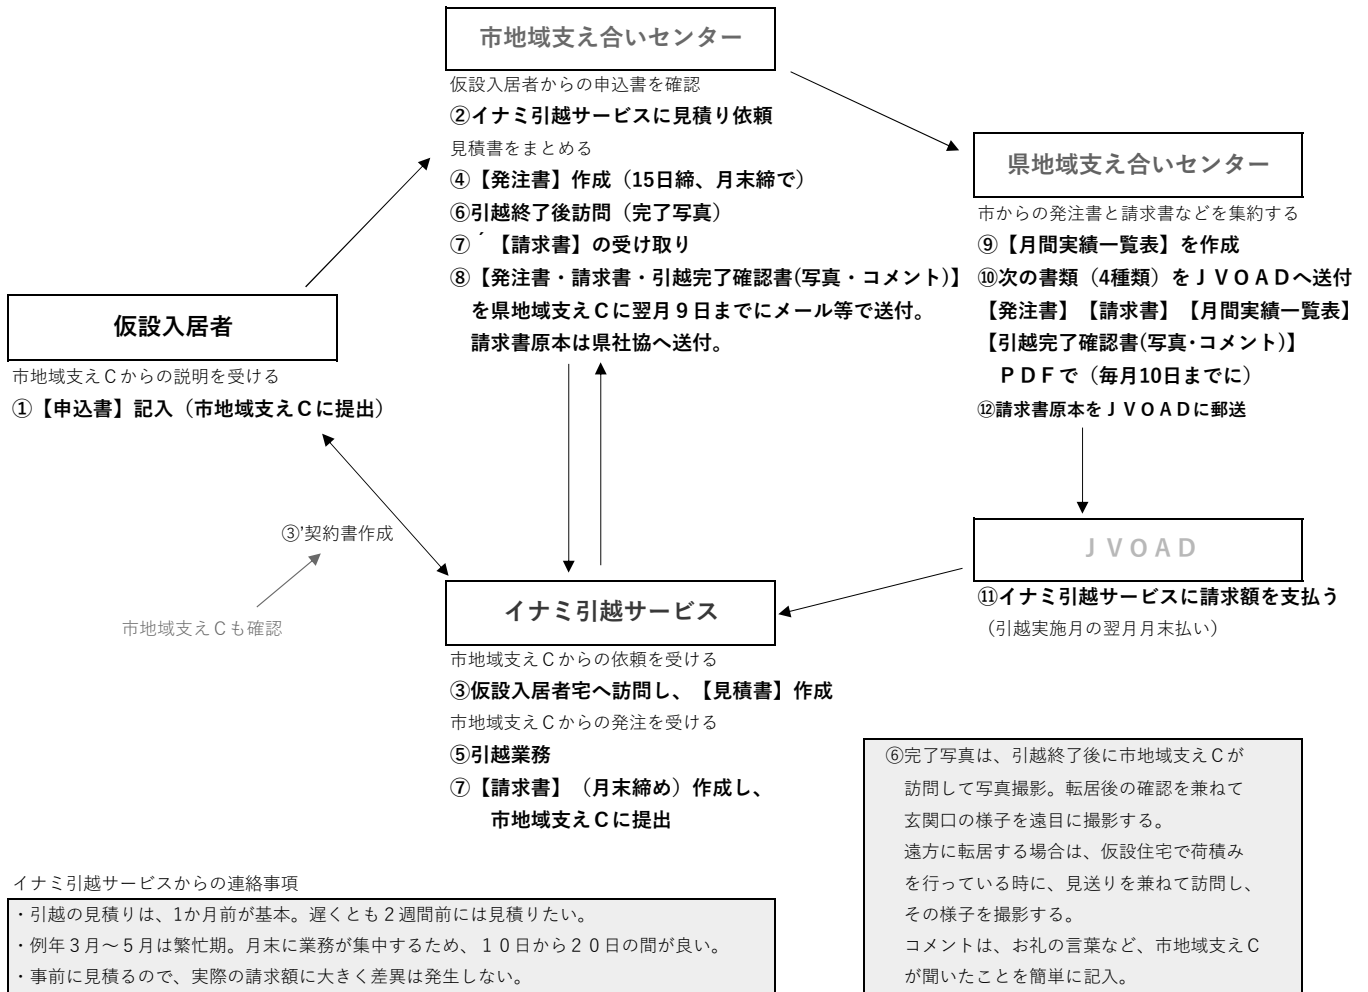 市地域支え合いセンター
仮設入居者からの申込書を確認
②イナミ引越サービスに見積り依頼
見積書をまとめる
④【発注書】作成（15日締、月末締で）
⑥引越終了後訪問（完了写真）
⑦´【請求書】の受け取り
⑧【発注書・請求書・引越完了確認書(写真・コメント)】
を県地域支えＣに翌月９日までにメール等で送付。
請求書原本は県社協へ送付。
県地域支え合いセンター
市からの発注書と請求書などを集約する
⑨【月間実績一覧表】を作成
⑩次の書類（4種類）をＪＶＯＡＤへ送付
【発注書】【請求書】【月間実績一覧表】
【引越完了確認書(写真･コメント)】
ＰＤＦで（毎月10日までに）
⑫請求書原本をＪＶＯＡＤに郵送
仮設入居者
市地域支えＣからの説明を受ける
①【申込書】記入（市地域支えＣに提出）
③'契約書作成
市地域支えＣも確認
ＪＶＯＡＤ
⑪イナミ引越サービスに請求額を支払う
（引越実施月の翌月月末払い）
イナミ引越サービス
市地域支えＣからの依頼を受ける
③仮設入居者宅へ訪問し、【見積書】作成
市地域支えＣからの発注を受ける
⑤引越業務
⑦【請求書】（月末締め）作成し、
市地域支えＣに提出
⑥完了写真は、引越終了後に市地域支えＣが
訪問して写真撮影。転居後の確認を兼ねて
玄関口の様子を遠目に撮影する。
遠方に転居する場合は、仮設住宅で荷積み
を行っている時に、見送りを兼ねて訪問し、
その様子を撮影する。
コメントは、お礼の言葉など、市地域支えＣ
が聞いたことを簡単に記入。
イナミ引越サービスからの連絡事項
・引越の見積りは、1か月前が基本。遅くとも２週間前には見積りたい。
・例年３月～５月は繁忙期。月末に業務が集中するため、１０日から２０日の間が良い。
・事前に見積るので、実際の請求額に大きく差異は発生しない。